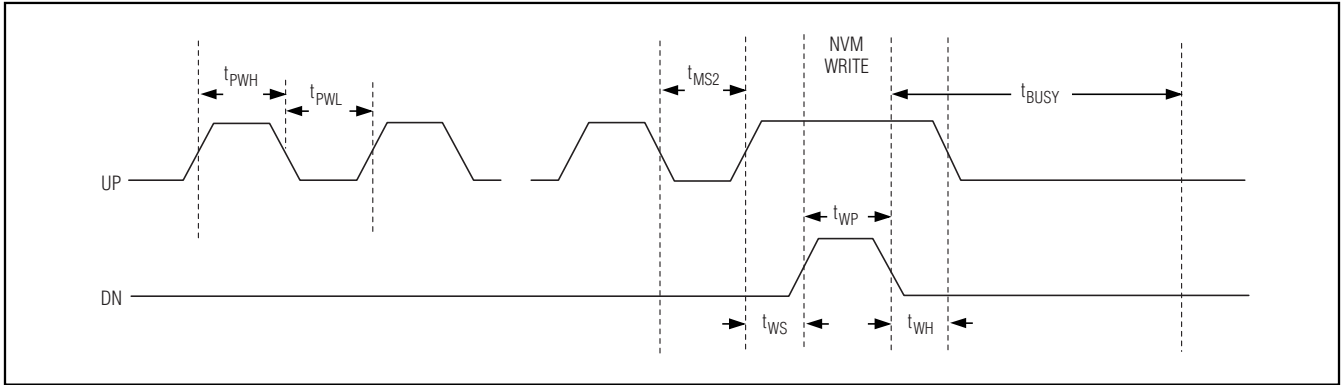 NVM
WRITE
tPWH
tPWL
tMS2
tBUSY
UP
tWP
DN
tWS
tWH